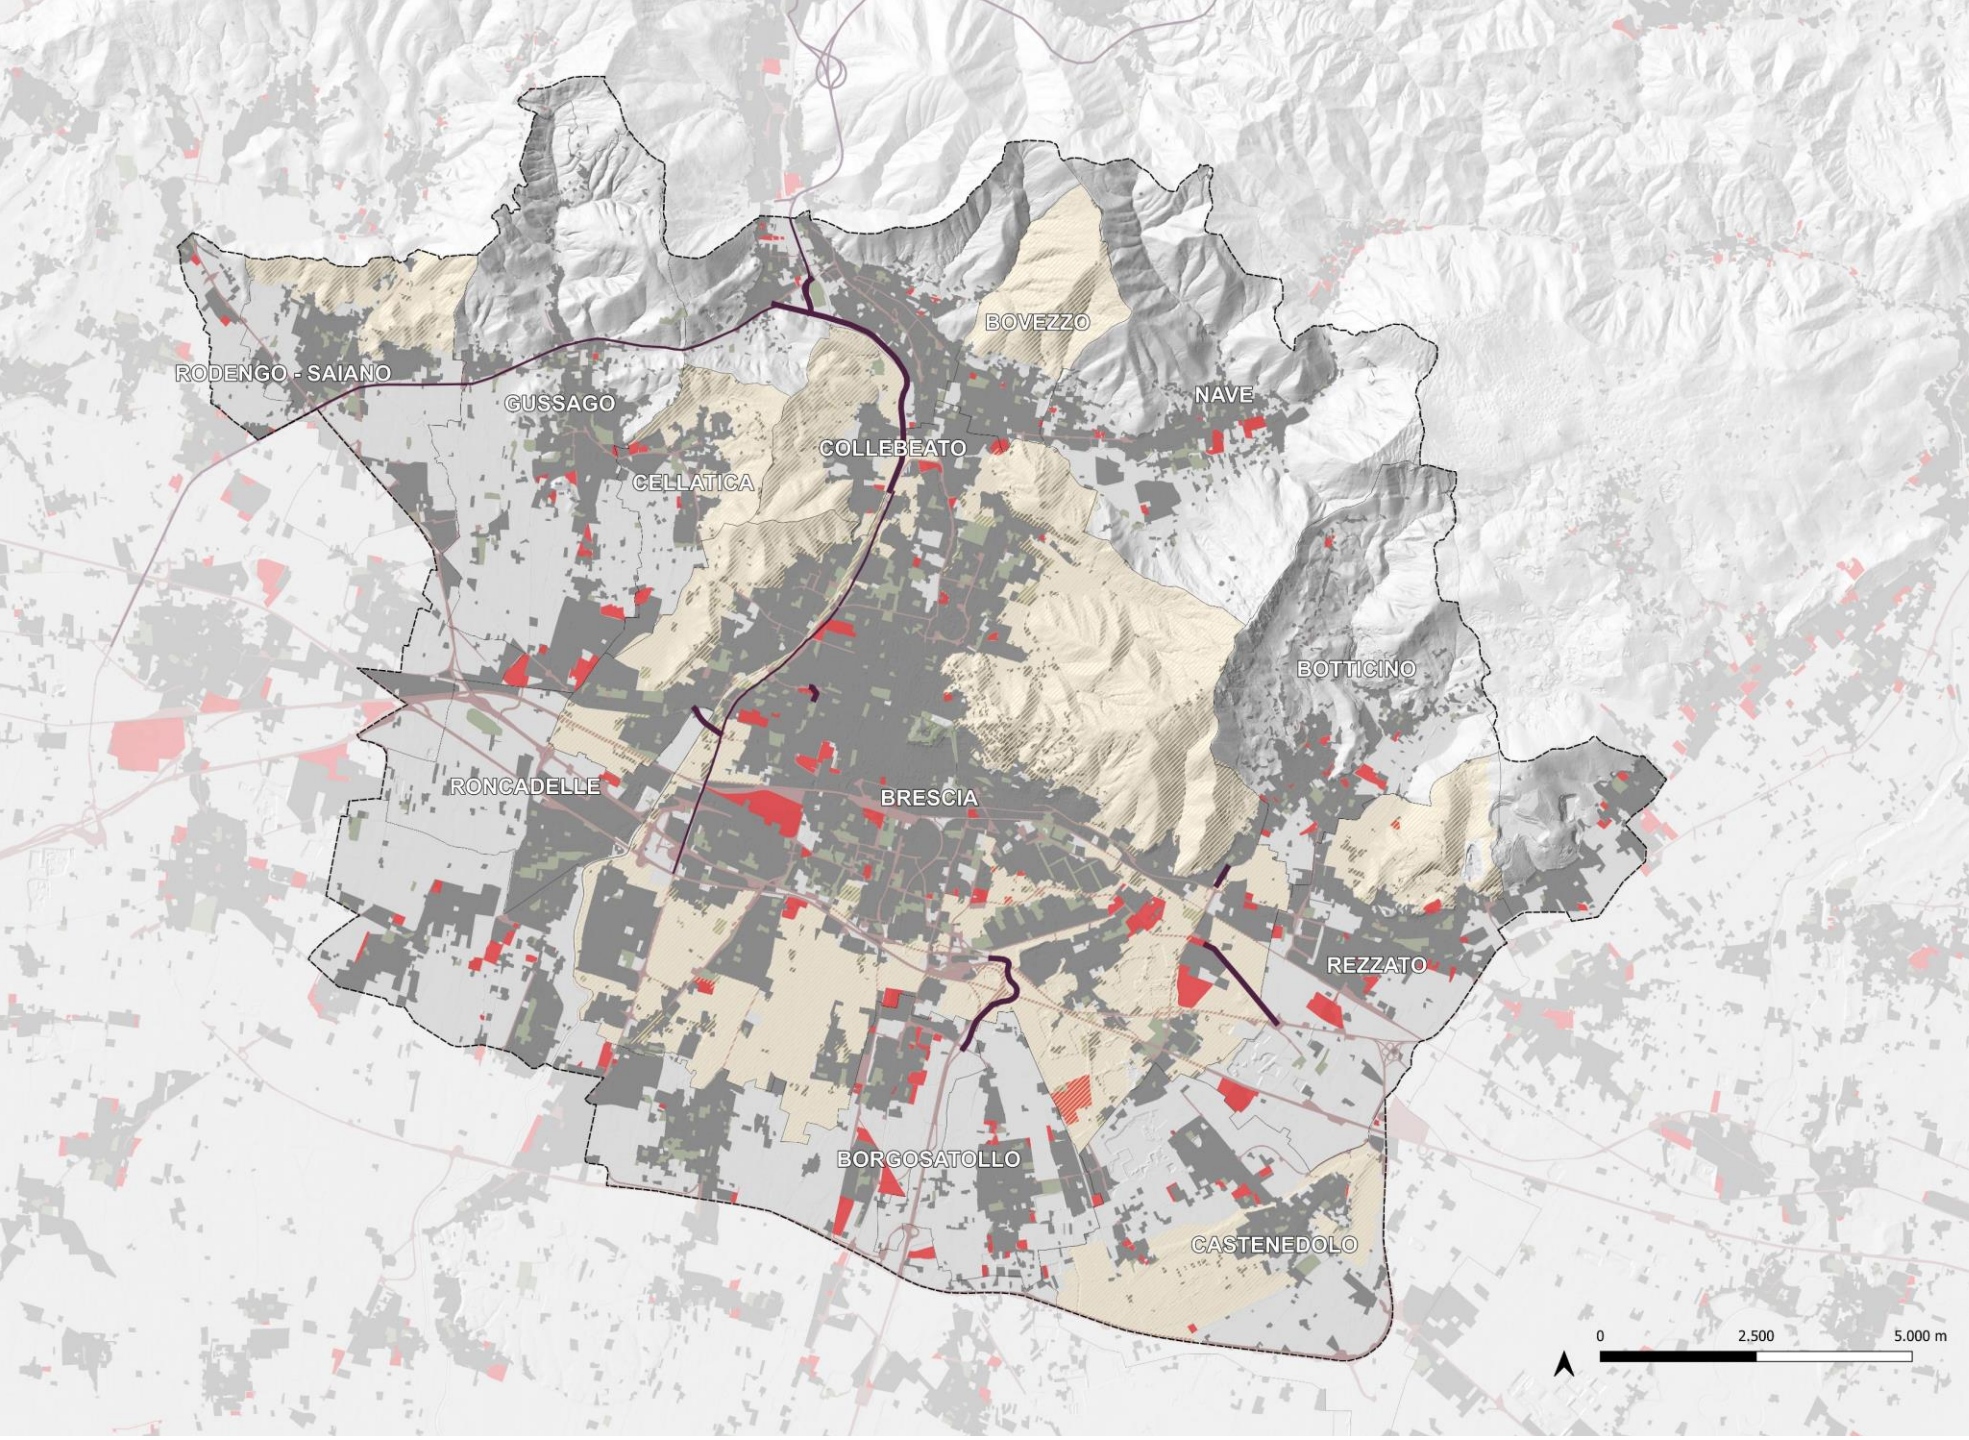 BOVEZZO
RODENGO - SAIANO
GUSSAGO
NAVE
COLLEBEATO
CELLATICA
BOTTICINO
RONCADELLE
BRESCIA
REZZATO
BORGOSATOLLO
CASTENEDOLO
0 2.500 5.000 m